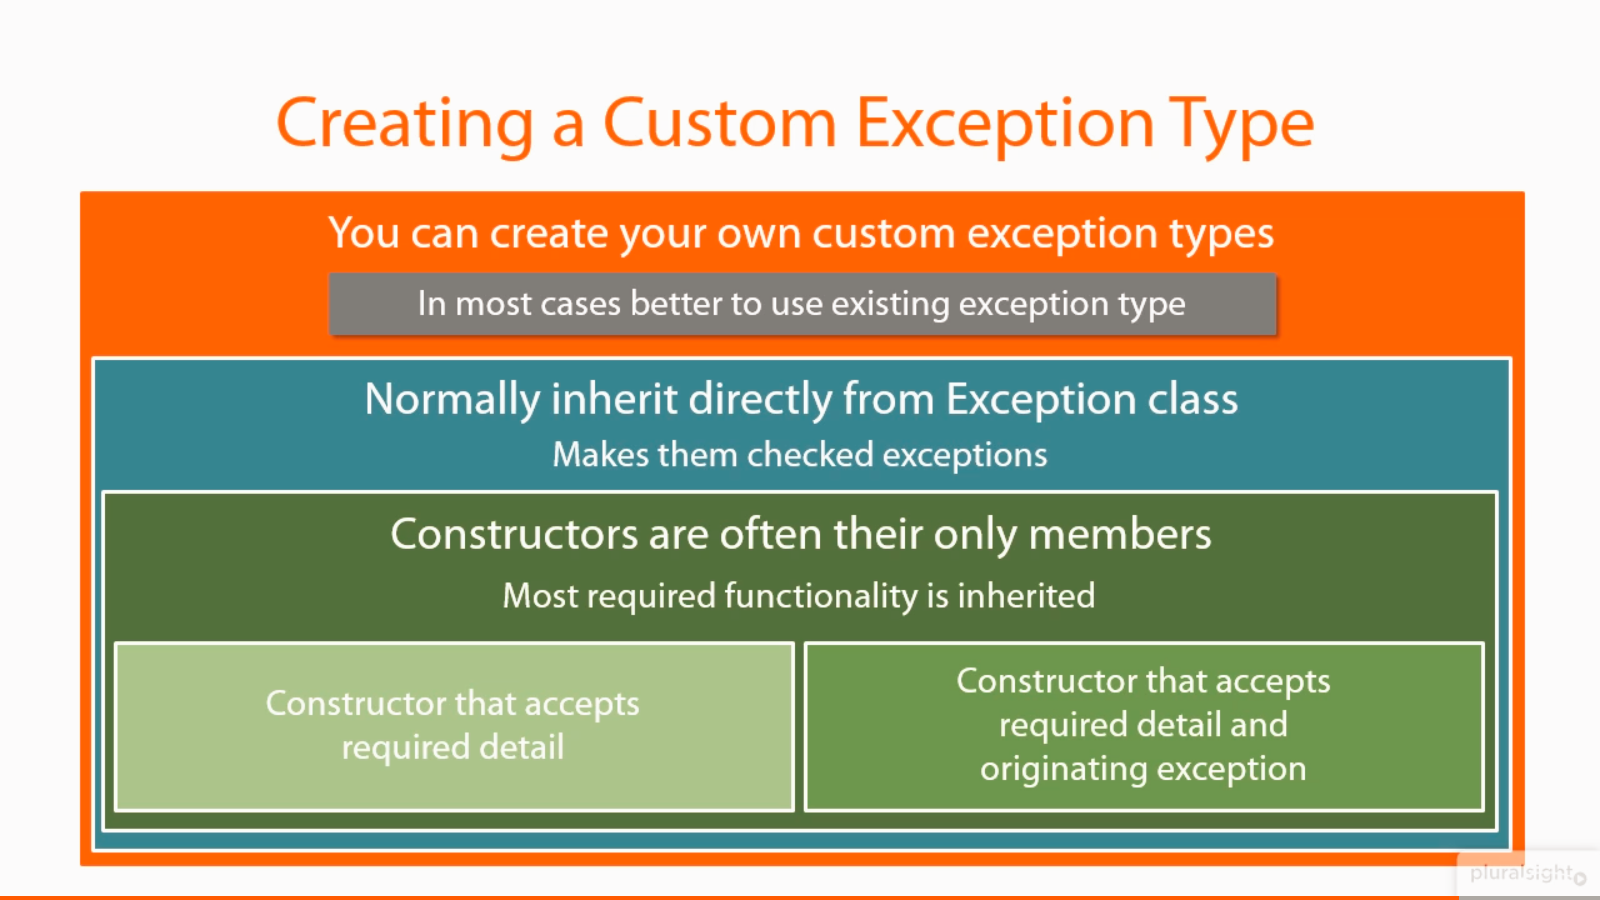 Creating a Custom Exception Type
You can create your own custom exception types
In most cases better to use existing exception type
Normally inherit directly from Exception class
Makes them checked exceptions
Constructors are often their only members
Most required functionality is inherited
Constructor that accepts
required detail
Constructor that accepts
required detail and
originating exception
pluralsight